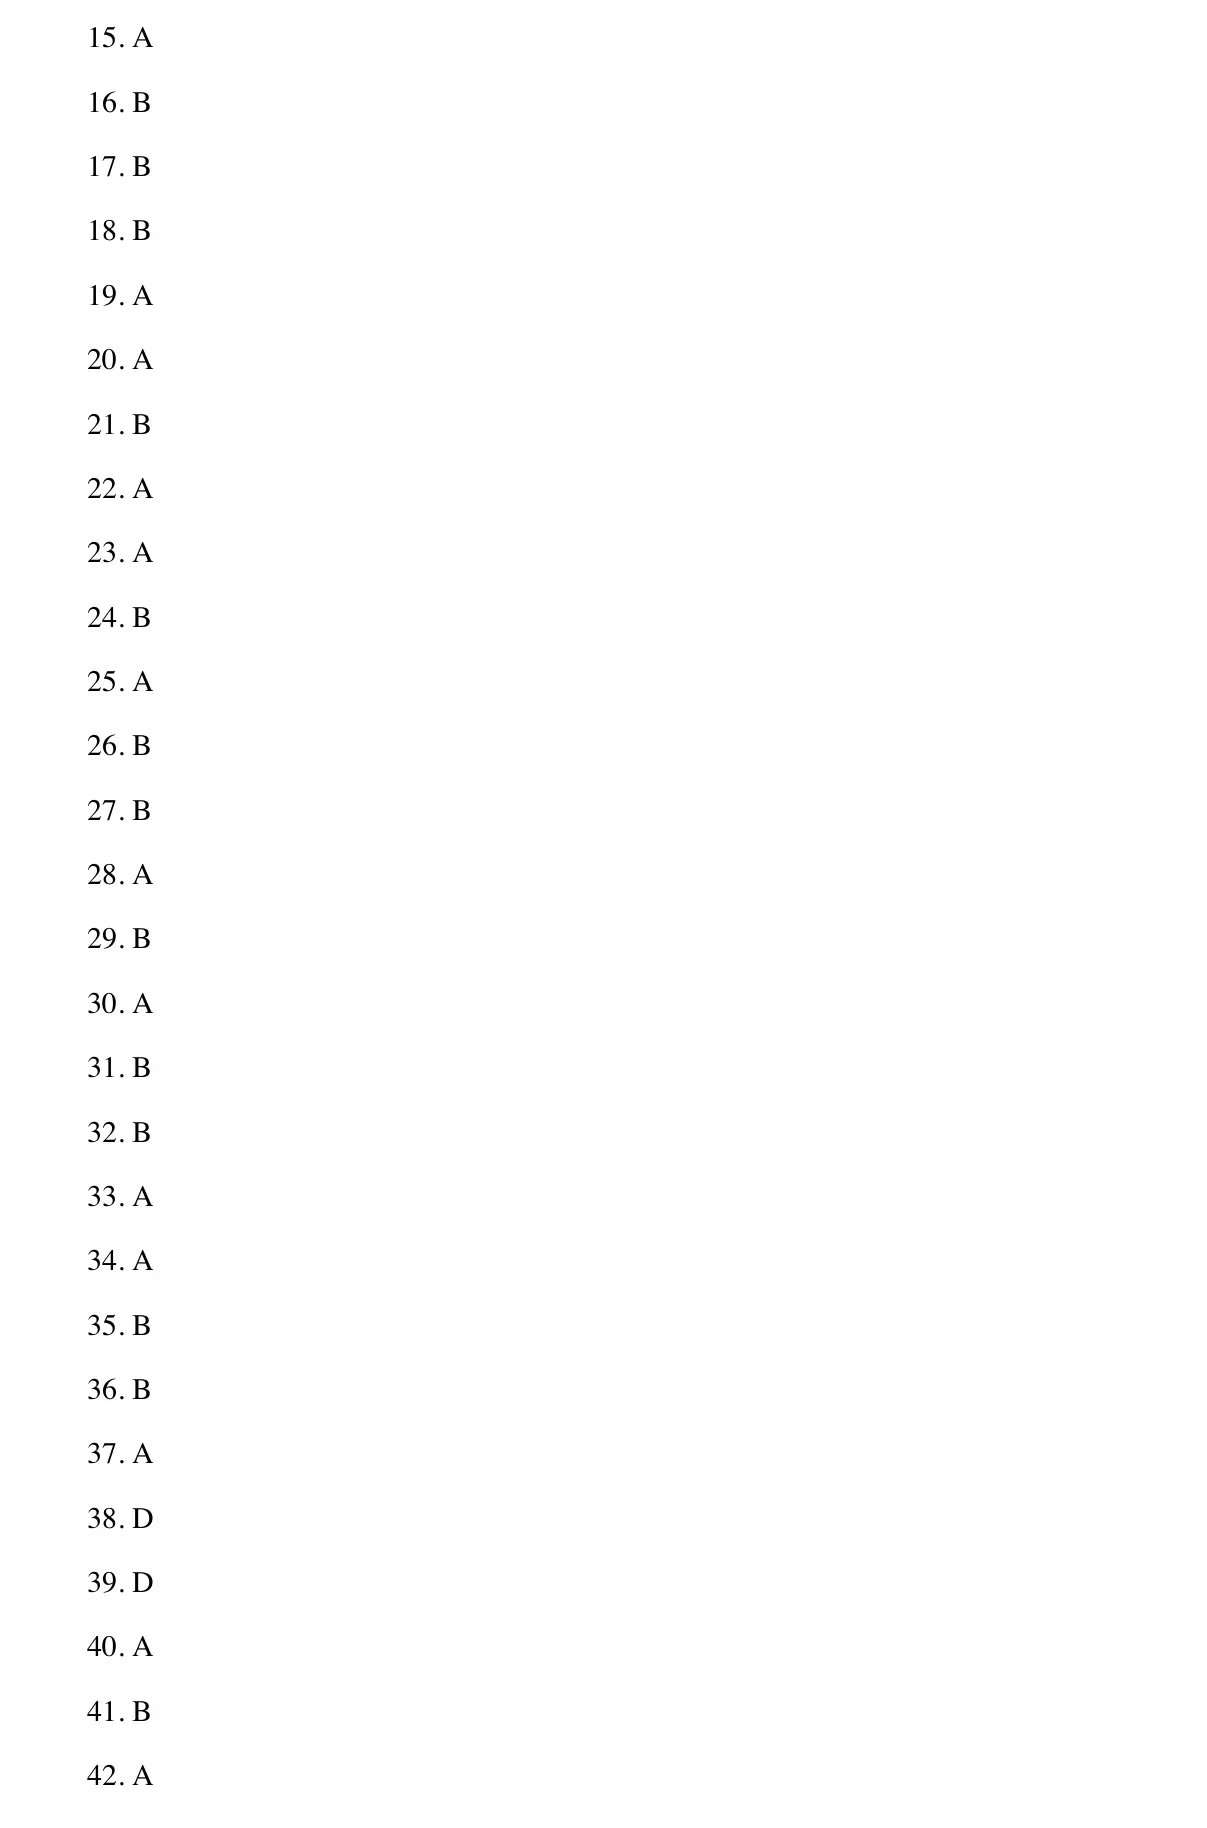 15. A
16. B
17. B
18. B
19. A
20. A
21. B
22. A
23. A
24. B
25. A
26. B
27. B
28. A
29. B
30. A
31. B
32. B
33. A
34. A
35. B
36. B
37. A
38. D
39. D
40. A
41. B
42. A